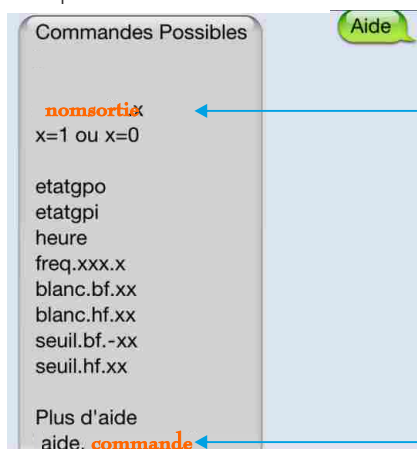 Aide
Commandes Possibles
nomsortie.x
x=1 ou x=0
etatgpo
etatgpi
heure
freq.xxx.x
blanc.bf.xx
blanc.hf.xx
seuil.bf.-xx
seuil.hf.xx
Plus d'aide
aide. commande